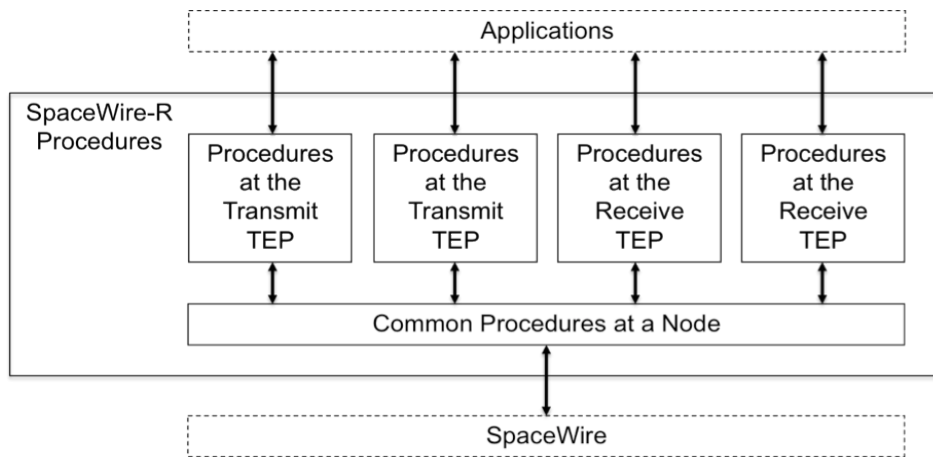 Applications
SpaceWire-R
Procedures
Procedures
at the
Transmit
TEP
Procedures
at the
Transmit
TEP
Procedures
at the
Receive
TEP
Procedures
at the
Receive
TEP
Common Procedures at a Node
SpaceWire